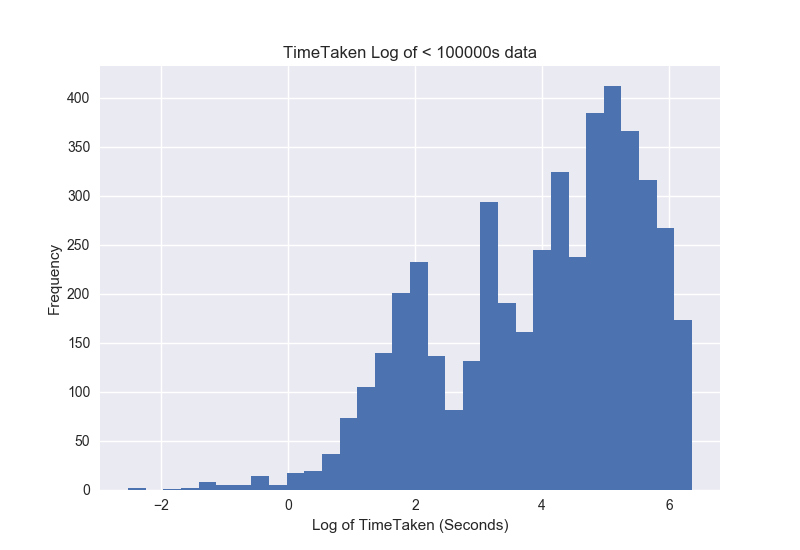 TimeTaken Log of < 100000s data
400
350
300
250
200
150
100
50
0
Frequency
−2 0 2 4 6
Log of TimeTaken (Seconds)